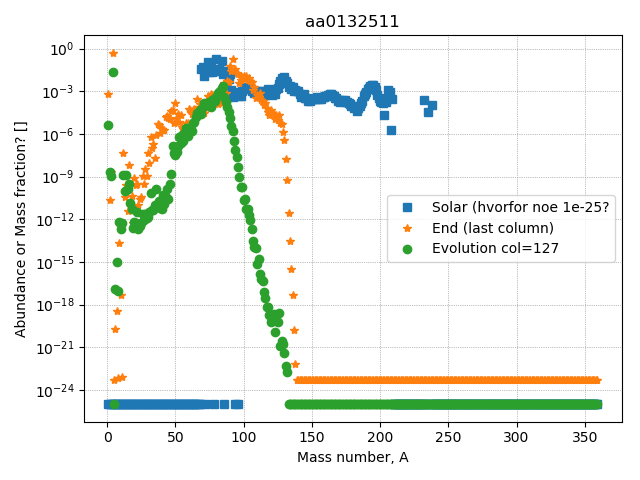 aa0132511
Abundance or Mass fraction? []
10^0
10^-3
10^-6
10^-9
10^-12
10^-15
10^-18
10^-21
10^-24
Solar (hvorfor noe 1e-25?
End (last column)
Evolution col=127
0 50 100 150 200 250 300 350
Mass number, A